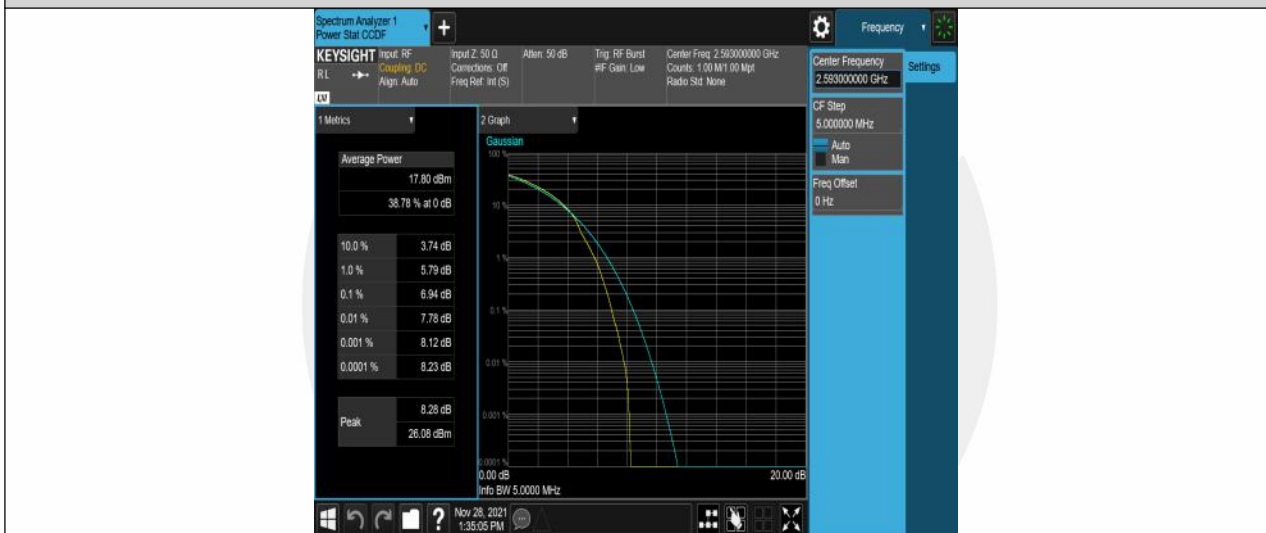 Spectrum Analyzer 1
Power Stat CCDF
+
Frequency
KEYSIGHT
RL
LXI
Input: RF
Coupling: DC
Align: Auto
Input Z: 50 Ω
Corrections: Off
Freq Ref: Int (S)
Atten: 50 dB
Trig: RF Burst
#IF Gain: Low
Center Freq: 2.593000000 GHz
Counts: 1.00 M/1.00 Mpt
Radio Std: None
Center Frequency
2.593000000 GHz
Settings
CF Step
5.000000 MHz
Auto
Man
Freq Offset
0 Hz
1 Metrics
Average Power
17.80 dBm
38.78 % at 0 dB
10.0 % 3.74 dB
1.0 % 5.79 dB
0.1 % 6.94 dB
0.01 % 7.78 dB
0.001 % 8.12 dB
0.0001 % 8.23 dB
Peak
8.28 dB
26.08 dBm
2 Graph
Gaussian
100 %
10 %
1 %
0.1 %
0.01 %
0.001 %
0.0001 %
0.00 dB 20.00 dB
Info BW 5.0000 MHz
?
Nov 28, 2021
1:35:05 PM